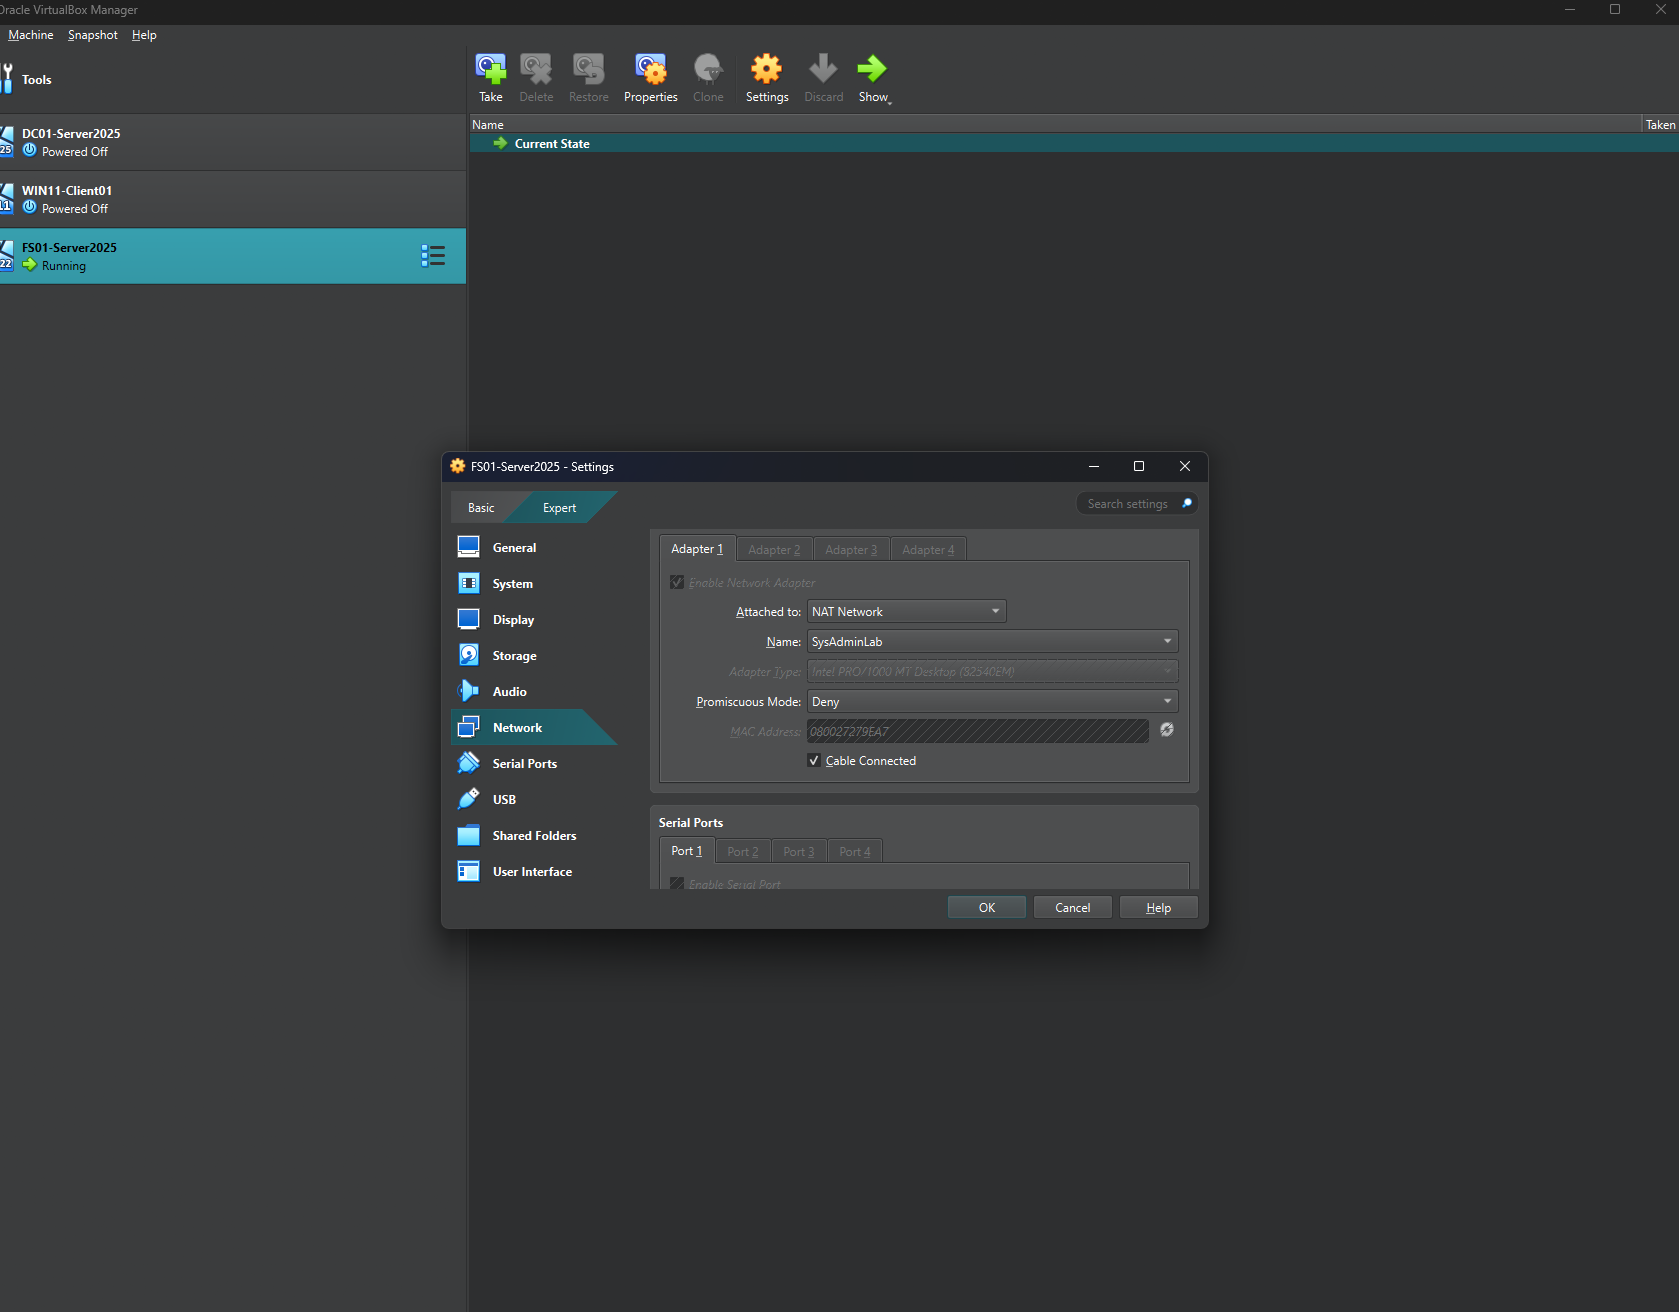 Oracle VirtualBox Manager
Machine Snapshot Help
Tools
Take Delete Restore Properties Clone Settings Discard Show
Name Taken
Current State
DC01-Server2025
25 Powered Off
WIN11-Client01
11 Powered Off
FS01-Server2025
22 Running
FS01-Server2025 - Settings
Basic Expert Search settings
General
System
Display
Storage
Audio
Network
Serial Ports
USB
Shared Folders
User Interface
Adapter 1 Adapter 2 Adapter 3 Adapter 4
Enable Network Adapter
Attached to: NAT Network
Name: SysAdminLab
Adapter Type: Intel PRO/1000 MT Desktop (82540EM)
Promiscuous Mode: Deny
MAC Address: 080027279EA7
Cable Connected
Serial Ports
Port 1 Port 2 Port 3 Port 4
Enable Serial Port
OK Cancel Help